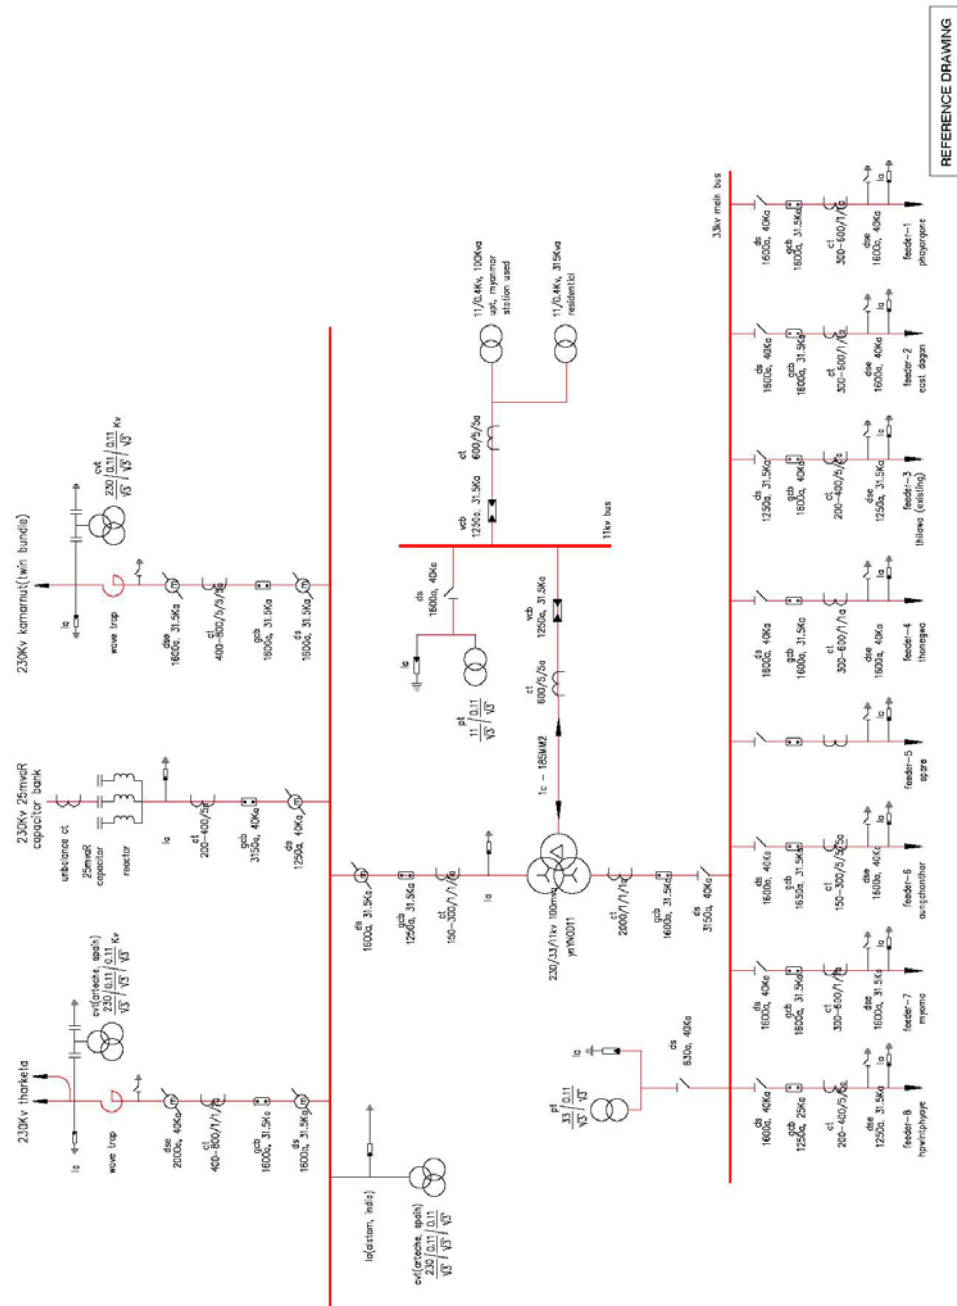 REFERENCE DRAWING
230Kv tharketa
la
cvt(arteche, spain)
230/0.11/0.11 Kv
√3 √3 √3
wave trap
dse
2000a, 40Ka
ct
400-800/1/1/1a
gcb
1600a, 31.5Ka
ds
1600a, 31.5Ka
la(alstom, india)
cvt(arteche, spain)
230/0.11/0.11
√3 √3 √3
230Kv 25mvaR
capacitor bank
unbalance ct
25mvaR
capacitor
reactor
la
ct
200-400/5a
gcb
3150a, 40Ka
ds
1250a, 40Ka
230Kv kamarnut(twin bundle)
la
cvt
230/0.11/0.11 Kv
√3 √3 √3
wave trap
dse
1600a, 31.5Ka
ct
400-800/5/5/5a
gcb
1600a, 31.5Ka
ds
1600a, 31.5Ka
ds
1600a, 31.5Ka
gcb
1250a, 31.5Ka
ct
150-300/1/1/1a
la
230/33/11kv 100mva
ynYN0D11
ct
2000/1/1/1a
gcb
1600a, 31.5Ka
ds
3150a, 40Ka
1c - 185MM2
ct
600/5/5a
vcb
1250a, 31.5Ka
11kv bus
ds
1600a, 40Ka
la
pt
11/0.11
√3 √3
vcb
1250a, 31.5Ka
ct
600/5/5a
11/0.4Kv, 100Kva
upt, myanmar
station used
11/0.4Kv, 315Kva
residential
la
pt
33/0.11
√3 √3
ds
630a, 40Ka
33kv main bus
ds
1600a, 40Ka
gcb
1250a, 25Ka
ct
200-400/5/5a
dse
1250a, 31.5Ka
la
feeder-8
hpwintphyaye
ds
1600a, 40Ka
gcb
1600a, 31.5Ka
ct
300-600/1/1a
dse
1600a, 31.5Ka
la
feeder-7
myoma
ds
1600a, 40Ka
gcb
1650a, 31.5Ka
ct
150-300/5/5/5a
dse
1600a, 40Ka
la
feeder-6
aungchanthar
ds
gcb
ct
dse
la
feeder-5
spare
ds
1600a, 40Ka
gcb
1600a, 31.5Ka
ct
300-600/1/1a
dse
1600a, 40Ka
la
feeder-4
thanegwa
ds
1250a, 31.5Ka
gcb
1600a, 40Ka
ct
200-400/5/5a
dse
1250a, 31.5Ka
la
feeder-3
thilawa (existing)
ds
1600a, 40Ka
gcb
1600a, 31.5Ka
ct
300-600/1/1a
dse
1600a, 40Ka
la
feeder-2
east dagon
ds
1600a, 40Ka
gcb
1600a, 31.5Ka
ct
300-600/1/1a
dse
1600a, 40Ka
la
feeder-1
phayargone